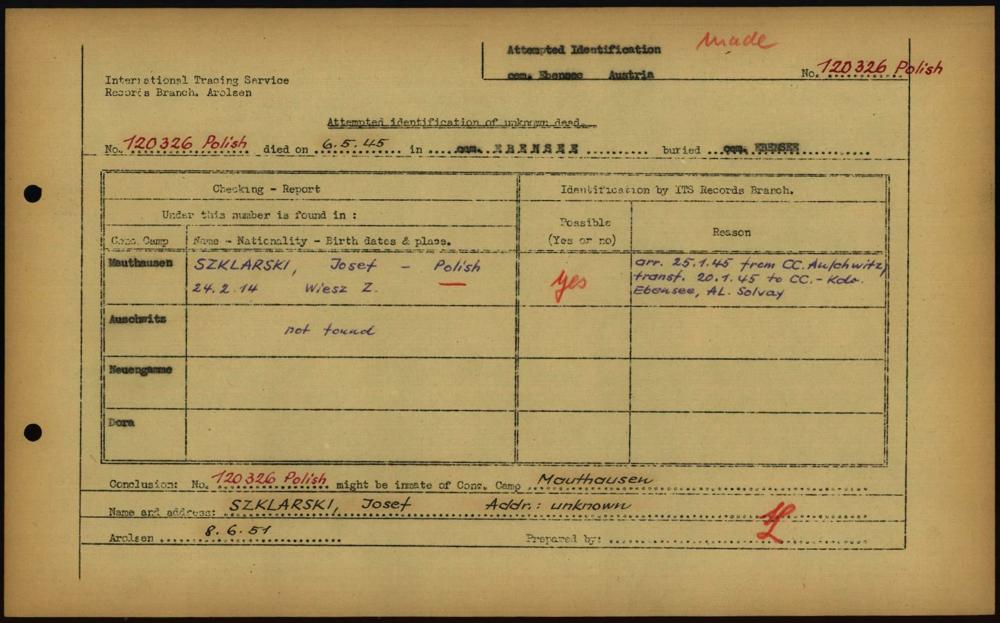 Attempted Identification made
cem. Ebensee Austria
No. 120326 Polish
International Tracing Service
Records Branch. Arolsen
Attempted identification of unknown dead.
No. 120326 Polish died on 6.5.45 in cem. EBENSEE buried cem. EBENSEE
Checking - Report
Identification by ITS Records Branch.
Under this number is found in :
Possible
(Yes or no)
Reason
Conc. Camp
Name - Nationality - Birth dates & place.
Mauthausen
SZKLARSKI, Josef - Polish
24.2.14 Wiesz Z.
yes
arr. 25.1.45 from CC. Auschwitz,
transf. 20.1.45 to CC.- Kdo.
Ebensee, AL. Solvay
Auschwitz
not found
Neuengamme
Dora
Conclusion: No. 120326 Polish might be inmate of Conc. Camp Mauthausen
Name and address: SZKLARSKI, Josef Addr.: unknown
Arolsen 8.6.51 Prepared by: